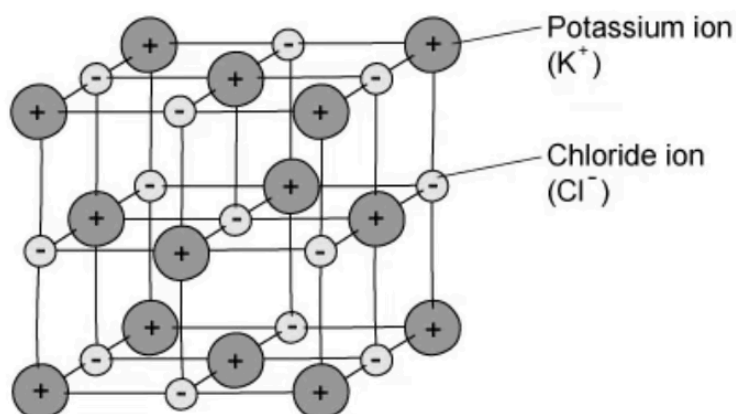 Potassium ion
(K⁺)
Chloride ion
(Cl⁻)